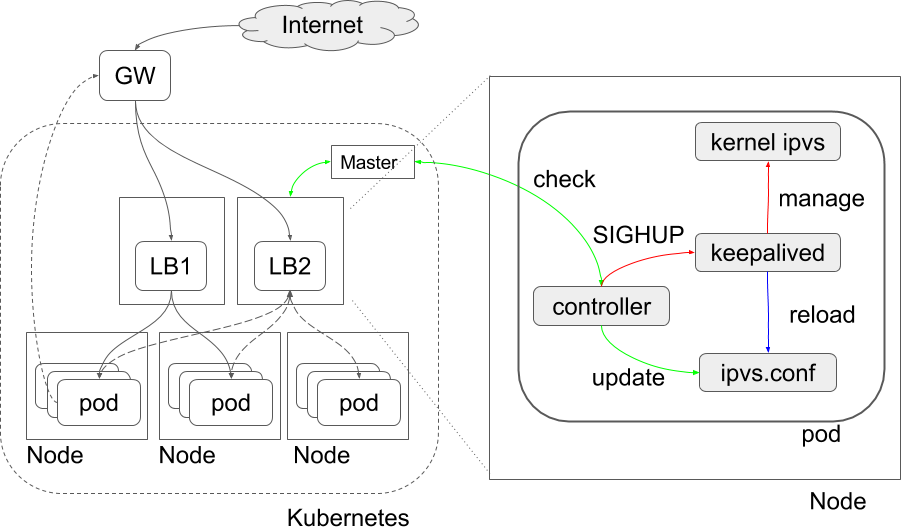 Internet
GW
Master
LB1
LB2
pod
pod
pod
Node
Node
Node
Kubernetes
kernel ipvs
check
manage
SIGHUP
keepalived
controller
reload
update
ipvs.conf
pod
Node